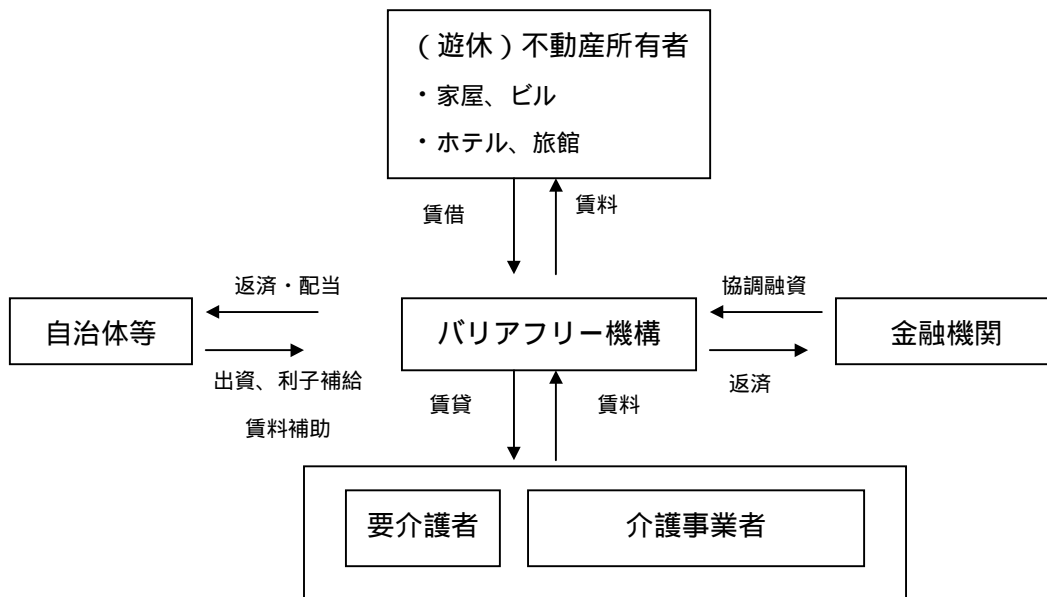 （遊休）不動産所有者
・家屋、ビル
・ホテル、旅館
賃借
賃料
返済・配当
協調融資
自治体等
バリアフリー機構
金融機関
出資、利子補給
賃料補助
返済
賃貸
賃料
要介護者
介護事業者